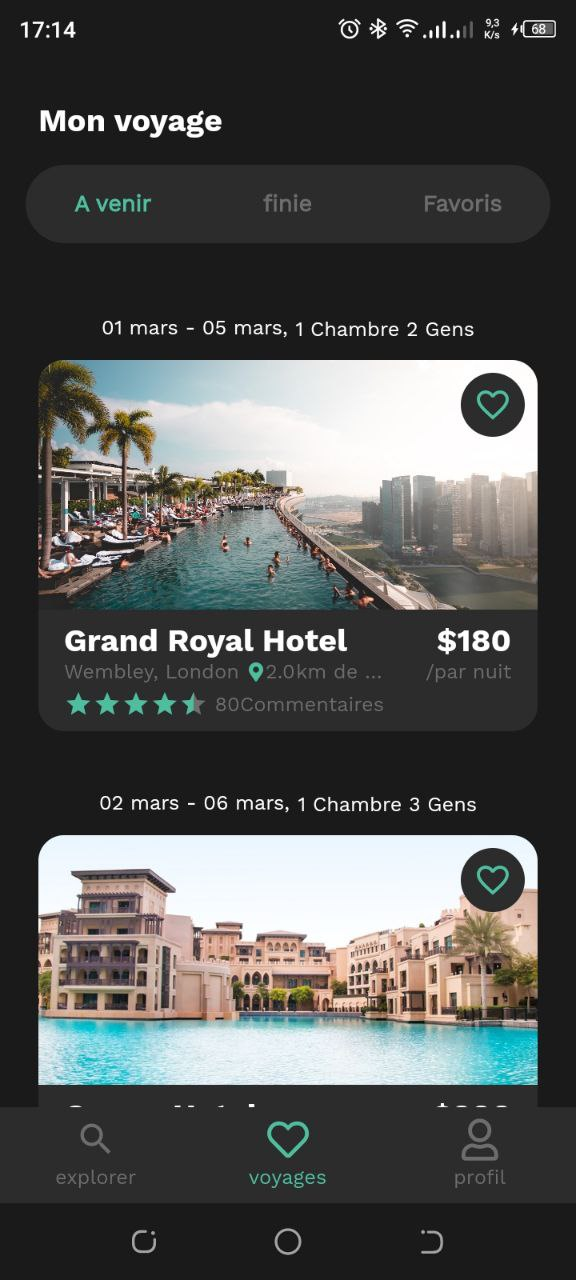 17:14
9,3
K/s
68
Mon voyage
A venir finie Favoris
01 mars - 05 mars, 1 Chambre 2 Gens
Grand Royal Hotel $180
Wembley, London 2.0km de ... /par nuit
80Commentaires
02 mars - 06 mars, 1 Chambre 3 Gens
explorer voyages profil